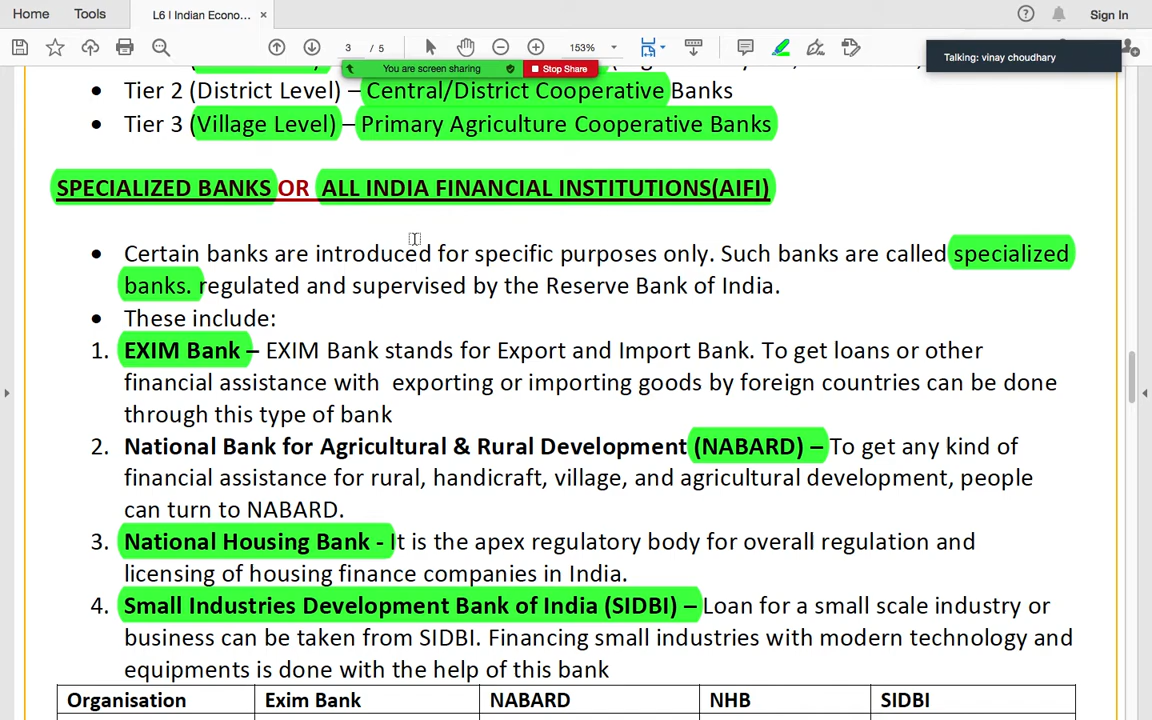 Home Tools L6 I Indian Econo... × Sign In
3 / 5 153%
Talking: vinay choudhary
You are screen sharing Stop Share
• Tier 2 (District Level) – Central/District Cooperative Banks
• Tier 3 (Village Level) – Primary Agriculture Cooperative Banks
SPECIALIZED BANKS OR ALL INDIA FINANCIAL INSTITUTIONS(AIFI)
• Certain banks are introduced for specific purposes only. Such banks are called specialized
banks. regulated and supervised by the Reserve Bank of India.
• These include:
1. EXIM Bank – EXIM Bank stands for Export and Import Bank. To get loans or other
financial assistance with exporting or importing goods by foreign countries can be done
through this type of bank
2. National Bank for Agricultural & Rural Development (NABARD) – To get any kind of
financial assistance for rural, handicraft, village, and agricultural development, people
can turn to NABARD.
3. National Housing Bank - It is the apex regulatory body for overall regulation and
licensing of housing finance companies in India.
4. Small Industries Development Bank of India (SIDBI) – Loan for a small scale industry or
business can be taken from SIDBI. Financing small industries with modern technology and
equipments is done with the help of this bank
Organisation Exim Bank NABARD NHB SIDBI